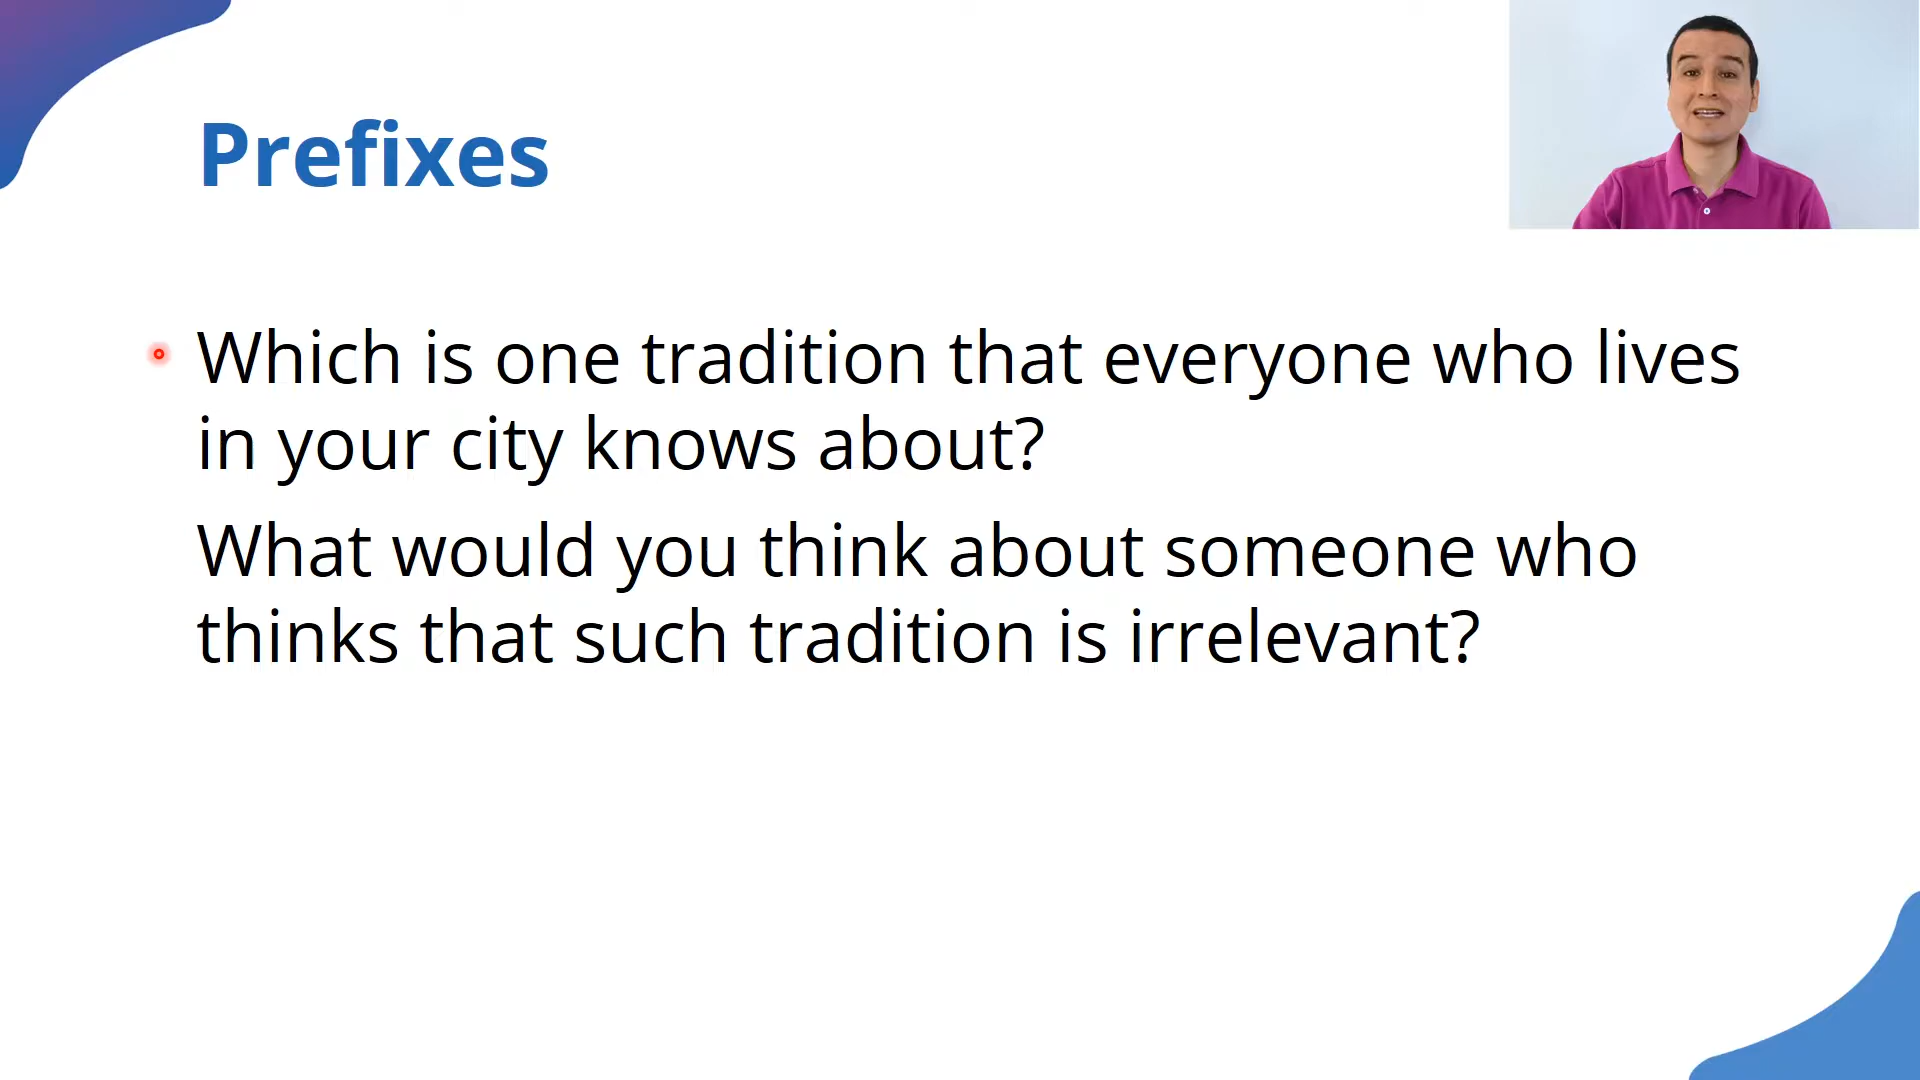 Prefixes
Which is one tradition that everyone who lives
in your city knows about?
What would you think about someone who
thinks that such tradition is irrelevant?